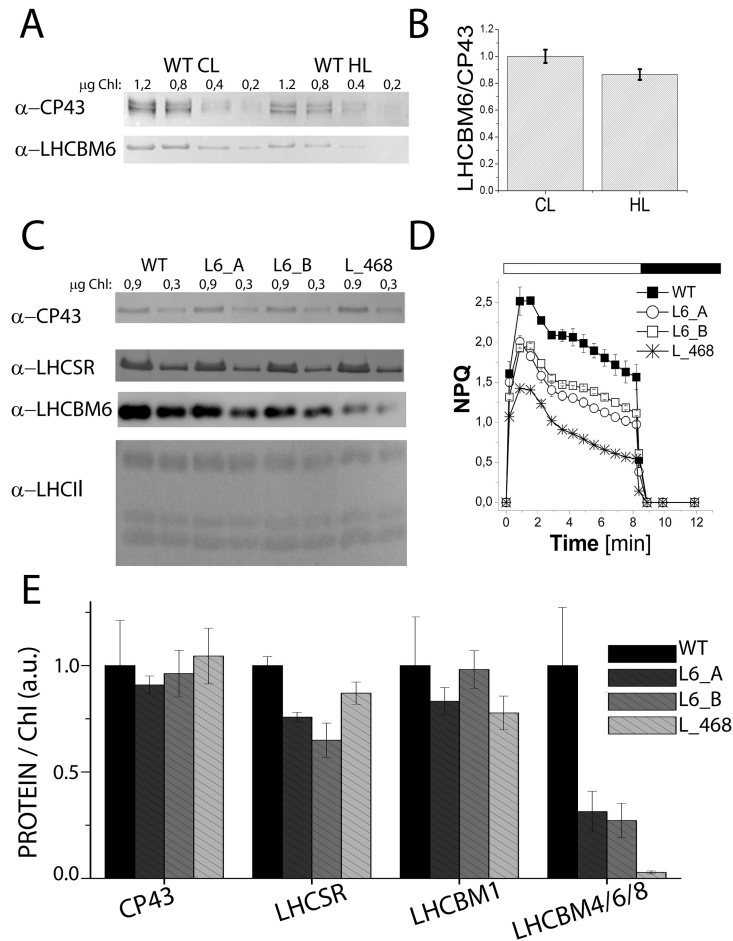 A
WT CL WT HL
μg Chl: 1,2 0,8 0,4 0,2 1.2 0,8 0.4 0,2
α–CP43
α–LHCBM6
B
LHCBM6/CP43
1.2
1.0
0.8
0.6
0.4
0.2
0.0
CL HL
C
WT L6_A L6_B L_468
μg Chl: 0,9 0,3 0,9 0,3 0,9 0,3 0.9 0,3
α–CP43
α–LHCSR
α–LHCBM6
α–LHCII
D
WT
L6_A
L6_B
L_468
NPQ
2,5
2,0
1,5
1,0
0,5
0,0
0 2 4 6 8 10 12
Time [min]
E
PROTEIN / Chl (a.u.)
1.0
0.5
0.0
CP43 LHCSR LHCBM1 LHCBM4/6/8
WT
L6_A
L6_B
L_468